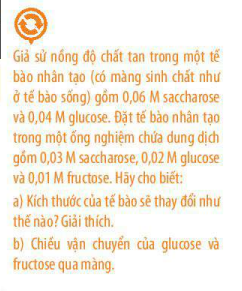 Giả sử nồng độ chất tan trong một tế
bào nhân tạo (có màng sinh chất như
ở tế bào sống) gồm 0,06 M saccharose
và 0,04 M glucose. Đặt tế bào nhân tạo
trong một ống nghiệm chứa dung dịch
gồm 0,03 M saccharose, 0,02 M glucose
và 0,01 M fructose. Hãy cho biết:
a) Kích thước của tế bào sẽ thay đổi như
thế nào? Giải thích.
b) Chiều vận chuyển của glucose và
fructose qua màng.